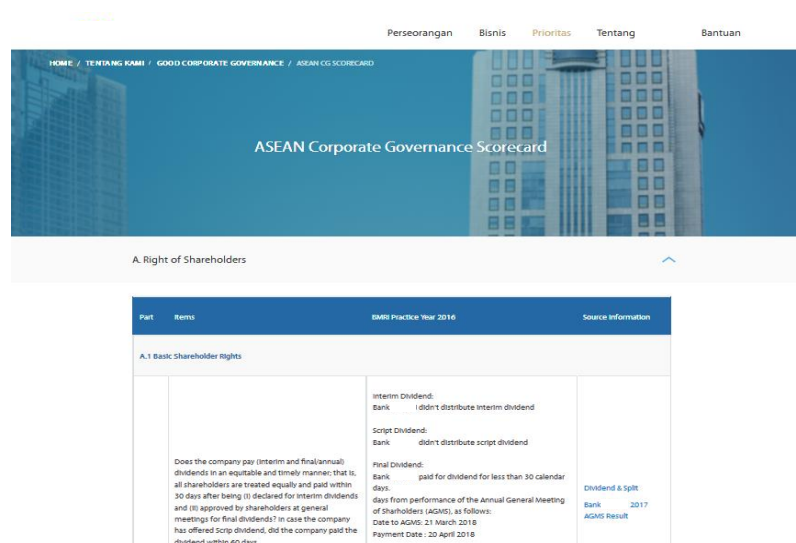 Perseorangan Bisnis Prioritas Tentang Bantuan
HOME / TENTANG KAMI / GOOD CORPORATE GOVERNANCE / ASEAN CG SCORECARD
ASEAN Corporate Governance Scorecard
A. Right of Shareholders
Part Items BMRI Practice Year 2016 Source Information
A.1 Basic Shareholder Rights
Does the company pay (interim and final/annual)
dividends in an equitable and timely manner; that is,
all shareholders are treated equally and paid within
30 days after being (i) declared for interim dividends
and (ii) approved by shareholders at general
meetings for final dividends? In case the company
has offered Scrip dividend, did the company paid the
dividend within 60 days
Interim Dividend:
Bank didn't distribute interim dividend
Script Dividend:
Bank didn't distribute script dividend
Final Dividend:
Bank paid for dividend for less than 30 calendar
days.
days from performance of the Annual General Meeting
of Sharholders (AGMS), as follows:
Date to AGMS: 21 March 2018
Payment Date : 20 April 2018
Dividend & Split
Bank 2017
AGMS Result